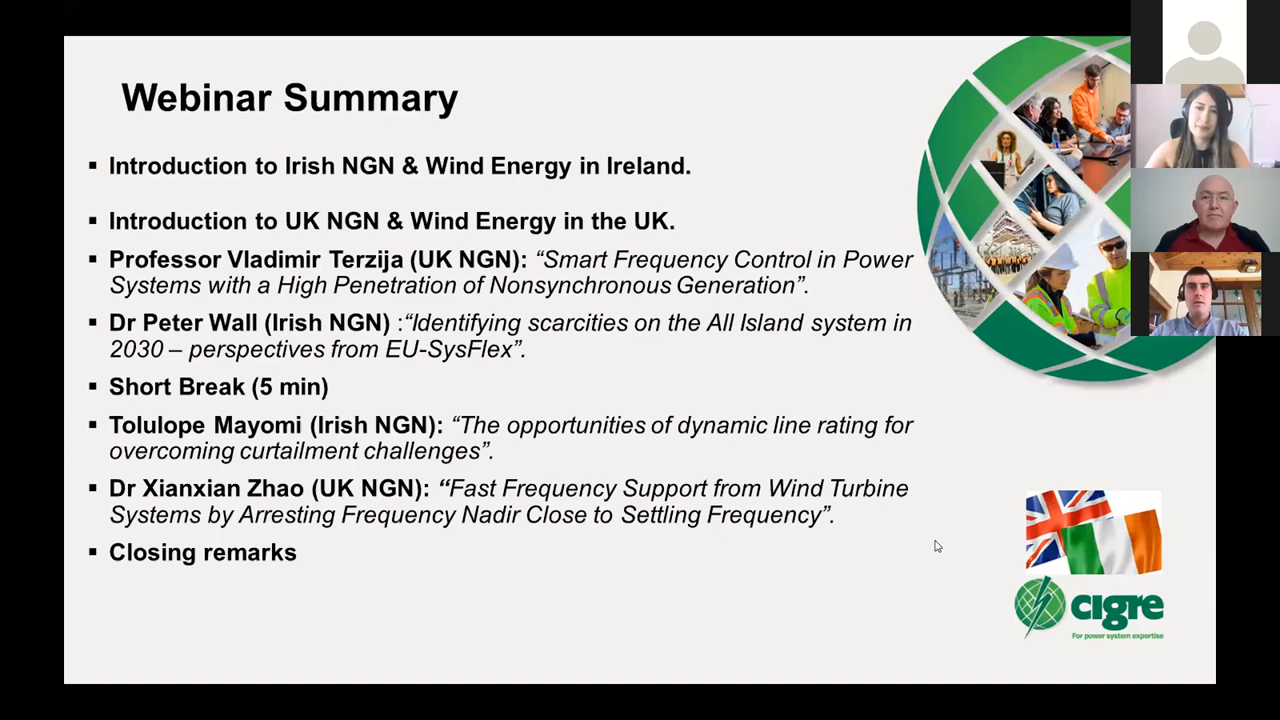 Webinar Summary
▪ Introduction to Irish NGN & Wind Energy in Ireland.
▪ Introduction to UK NGN & Wind Energy in the UK.
▪ Professor Vladimir Terzija (UK NGN): “Smart Frequency Control in Power
Systems with a High Penetration of Nonsynchronous Generation”.
▪ Dr Peter Wall (Irish NGN) :“Identifying scarcities on the All Island system in
2030 – perspectives from EU-SysFlex”.
▪ Short Break (5 min)
▪ Tolulope Mayomi (Irish NGN): “The opportunities of dynamic line rating for
overcoming curtailment challenges”.
▪ Dr Xianxian Zhao (UK NGN): “Fast Frequency Support from Wind Turbine
Systems by Arresting Frequency Nadir Close to Settling Frequency”.
▪ Closing remarks
cigre
For power system expertise